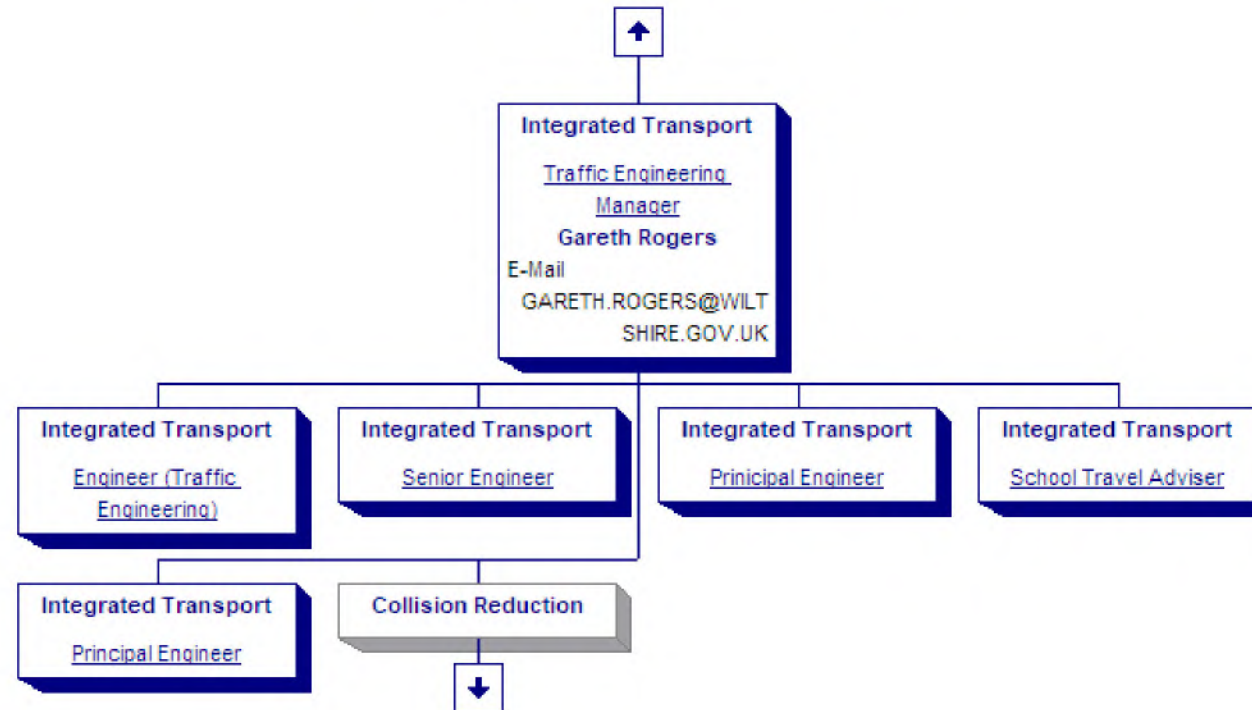 Integrated Transport
Traffic Engineering
Manager
Gareth Rogers
E-Mail
GARETH.ROGERS@WILT
SHIRE.GOV.UK
Integrated Transport
Engineer (Traffic
Engineering)
Integrated Transport
Senior Engineer
Integrated Transport
Prinicipal Engineer
Integrated Transport
School Travel Adviser
Integrated Transport
Principal Engineer
Collision Reduction